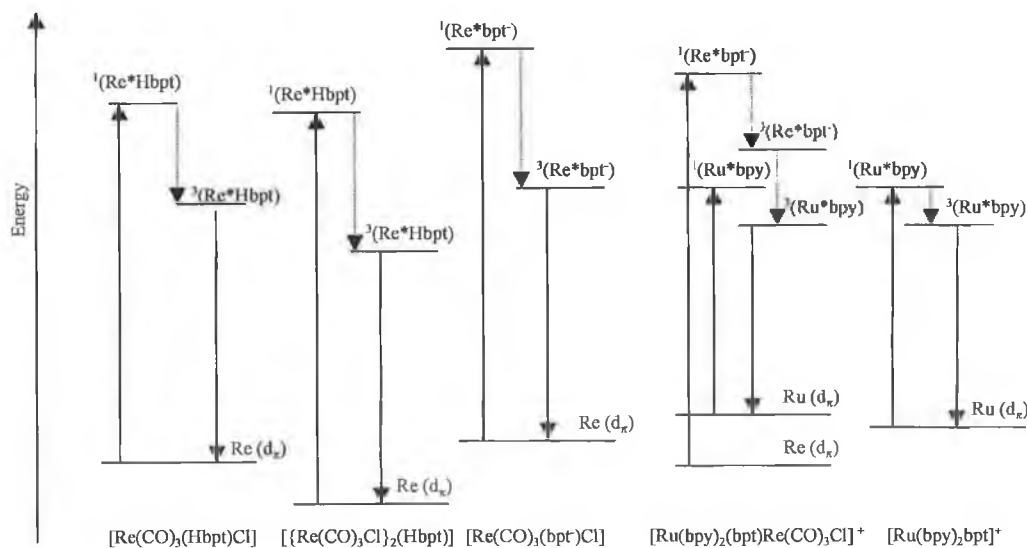 Energy
¹(Re*Hbpt)
³(Re*Hbpt)
Re (dπ)
[Re(CO)₃(Hbpt)Cl]
¹(Re*Hbpt)
³(Re*Hbpt)
Re (dπ)
[{Re(CO)₃Cl}₂(Hbpt)]
¹(Re*bpt⁻)
³(Re*bpt⁻)
Re (dπ)
[Re(CO)₃(bpt⁻)Cl]
¹(Re*bpt⁻)
³(Re*bpt⁻)
¹(Ru*bpy)
³(Ru*bpy)
Ru (dπ)
Re (dπ)
[Ru(bpy)₂(bpt)Re(CO)₃Cl]⁺
¹(Ru*bpy)
³(Ru*bpy)
Ru (dπ)
[Ru(bpy)₂bpt]⁺